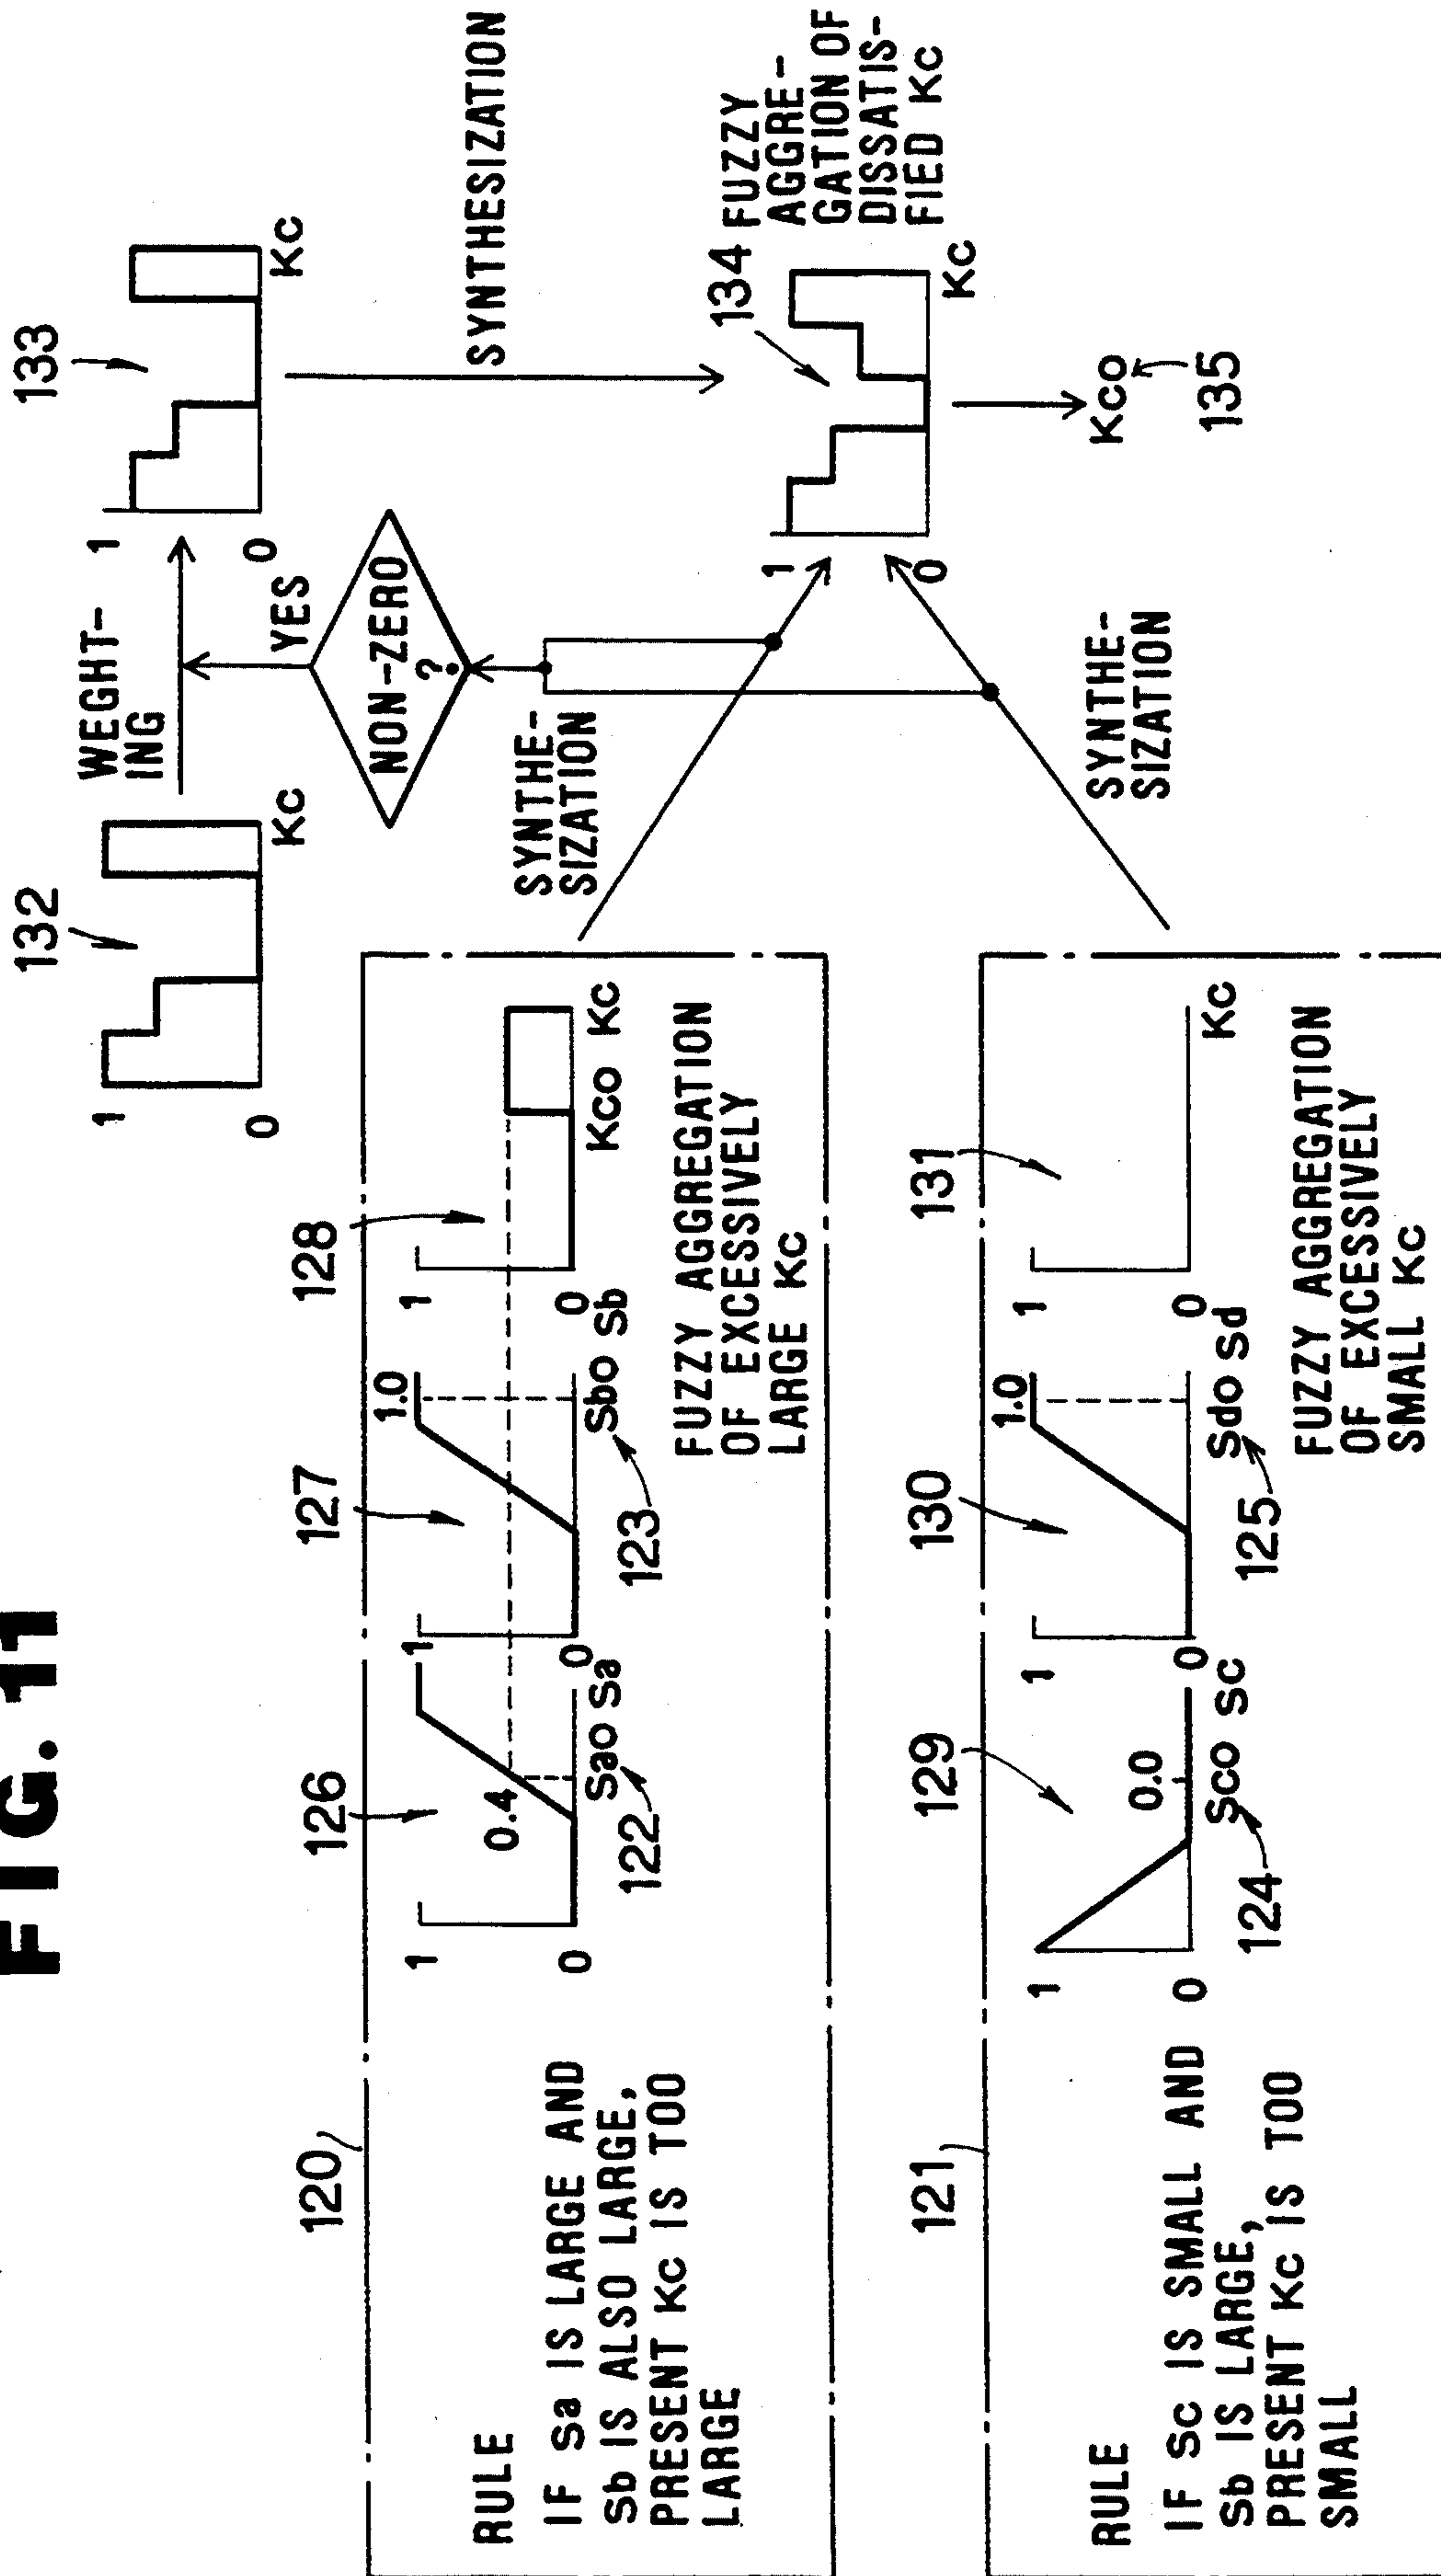 FIG. 11
132
1
0
Kc
WEGHT-
ING
133
1
0
Kc
YES
NON-ZERO
?
SYNTHESIZATION
120
RULE
IF Sa IS LARGE AND
Sb IS ALSO LARGE,
PRESENT Kc IS TOO
LARGE
126
1
0
0.4
Sao Sa
122
127
1
0
1.0
Sbo Sb
123
128
1
0
Kco Kc
FUZZY AGGREGATION
OF EXCESSIVELY
LARGE Kc
SYNTHE-
SIZATION
134
1
0
Kc
FUZZY
AGGRE-
GATION OF
DISSATIS-
FIED Kc
Kco
135
121
RULE
IF Sc IS SMALL AND
Sb IS LARGE,
PRESENT Kc IS TOO
SMALL
129
1
0
0.0
Sco Sc
124
130
1
0
1.0
Sdo Sd
125
131
1
0
Kc
FUZZY AGGREGATION
OF EXCESSIVELY
SMALL Kc
SYNTHE-
SIZATION